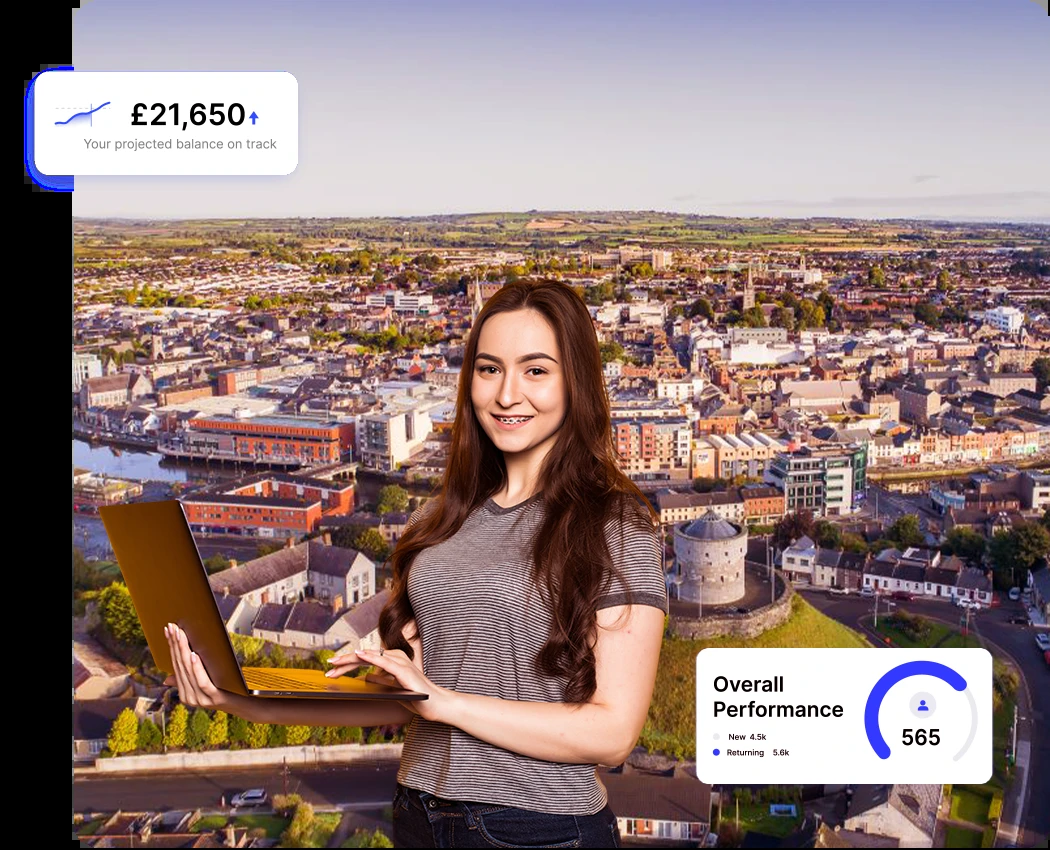 £21,650
Your projected balance on track
Overall
Performance
New 4.5k
Returning 5.6k
565